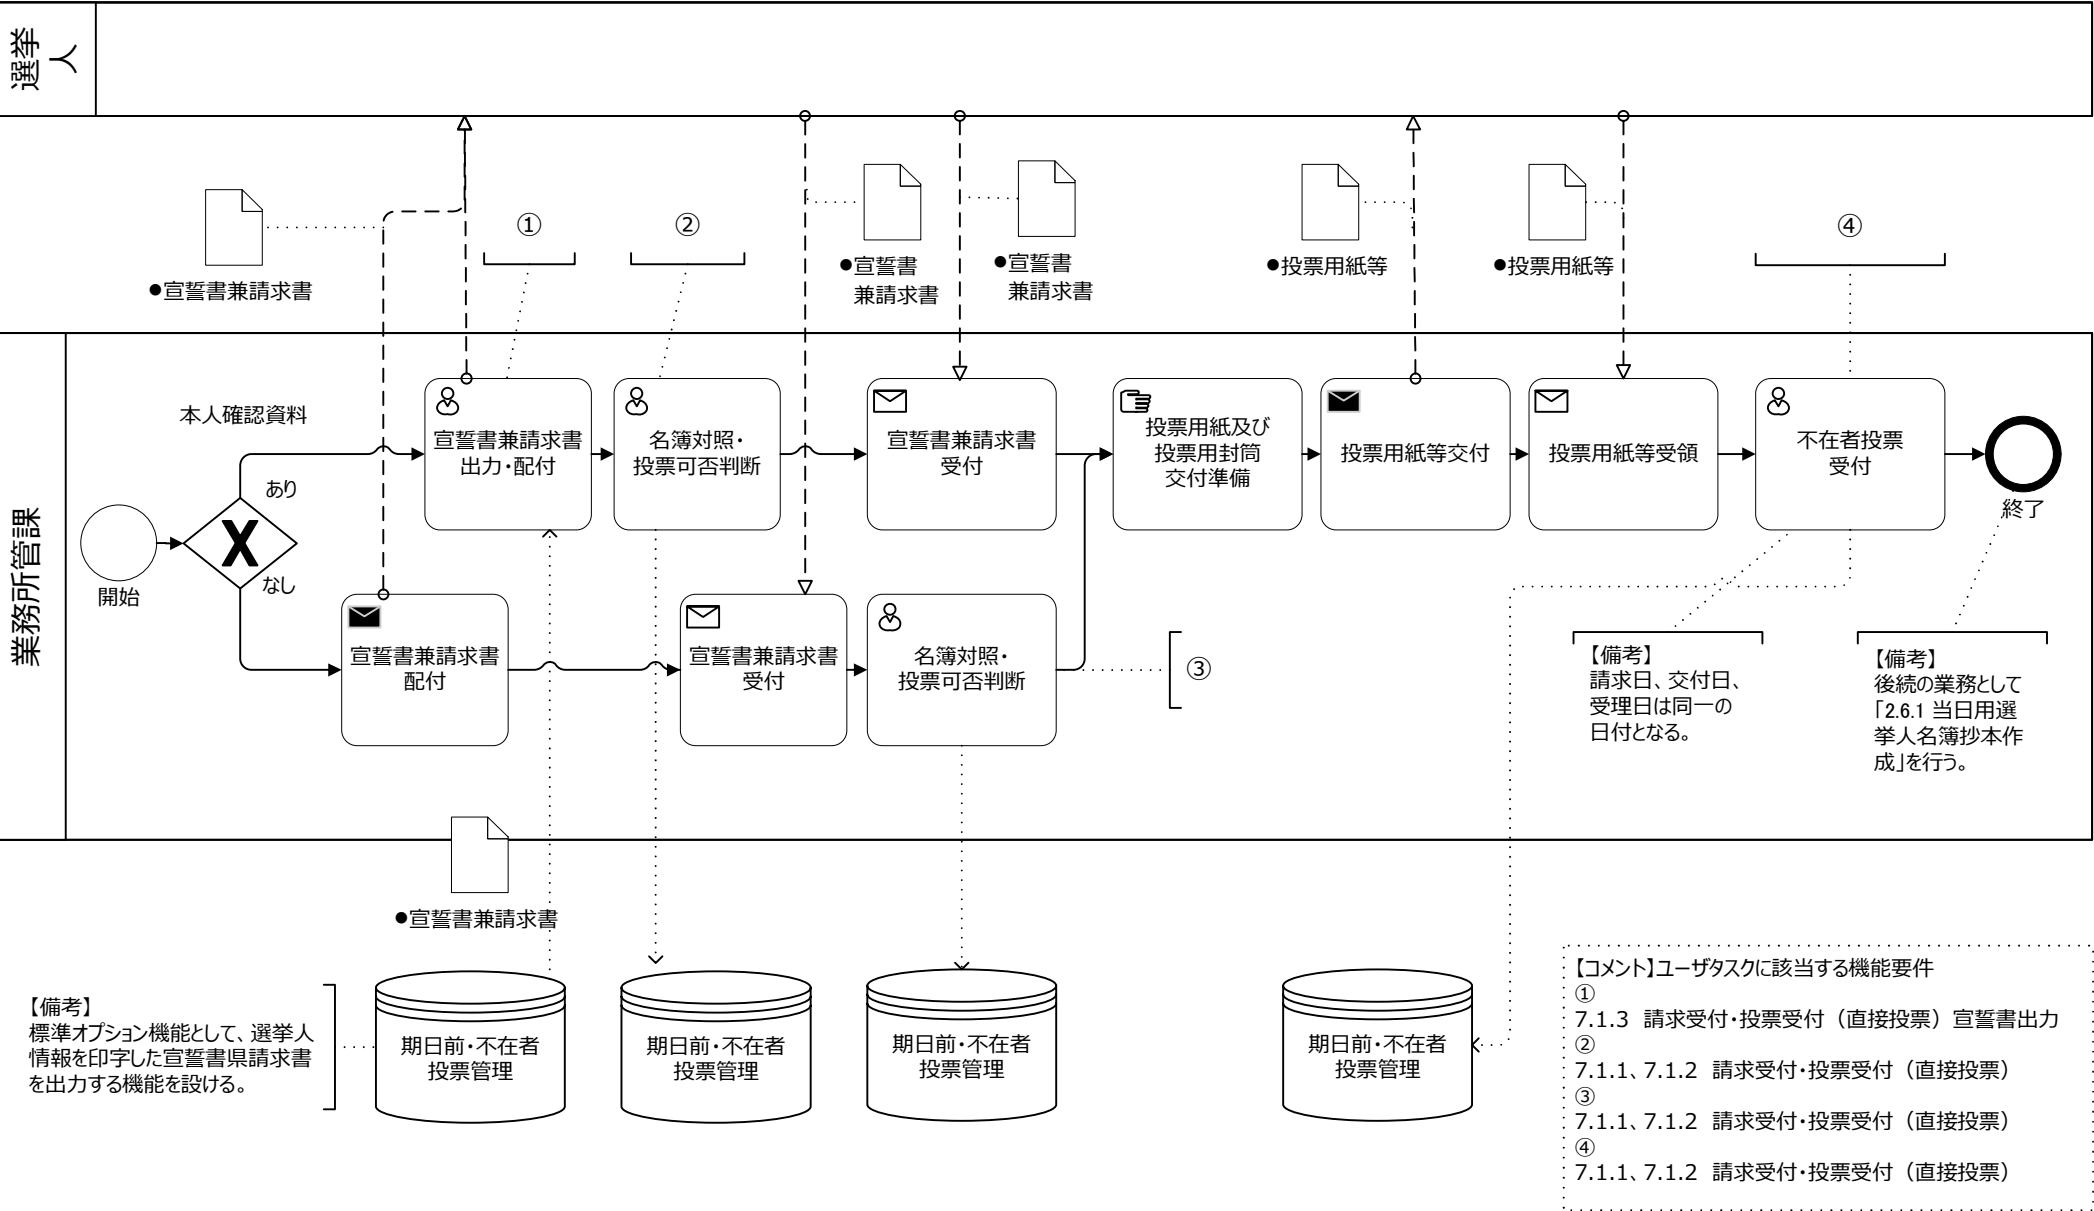 選挙
人
●宣誓書兼請求書
①
②
●宣誓書
兼請求書
●宣誓書
兼請求書
●投票用紙等
●投票用紙等
④
業務所管課
開始
本人確認資料
X
あり
なし
宣誓書兼請求書
出力・配付
名簿対照・
投票可否判断
宣誓書兼請求書
受付
投票用紙及び
投票用封筒
交付準備
投票用紙等交付
投票用紙等受領
不在者投票
受付
終了
宣誓書兼請求書
配付
宣誓書兼請求書
受付
名簿対照・
投票可否判断
③
【備考】
請求日、交付日、
受理日は同一の
日付となる。
【備考】
後続の業務として
「2.6.1 当日用選
挙人名簿抄本作
成」を行う。
●宣誓書兼請求書
【備考】
標準オプション機能として、選挙人
情報を印字した宣誓書県請求書
を出力する機能を設ける。
期日前・不在者
投票管理
期日前・不在者
投票管理
期日前・不在者
投票管理
期日前・不在者
投票管理
【コメント】ユーザタスクに該当する機能要件
①
7.1.3 請求受付・投票受付（直接投票）宣誓書出力
②
7.1.1、7.1.2 請求受付・投票受付（直接投票）
③
7.1.1、7.1.2 請求受付・投票受付（直接投票）
④
7.1.1、7.1.2 請求受付・投票受付（直接投票）